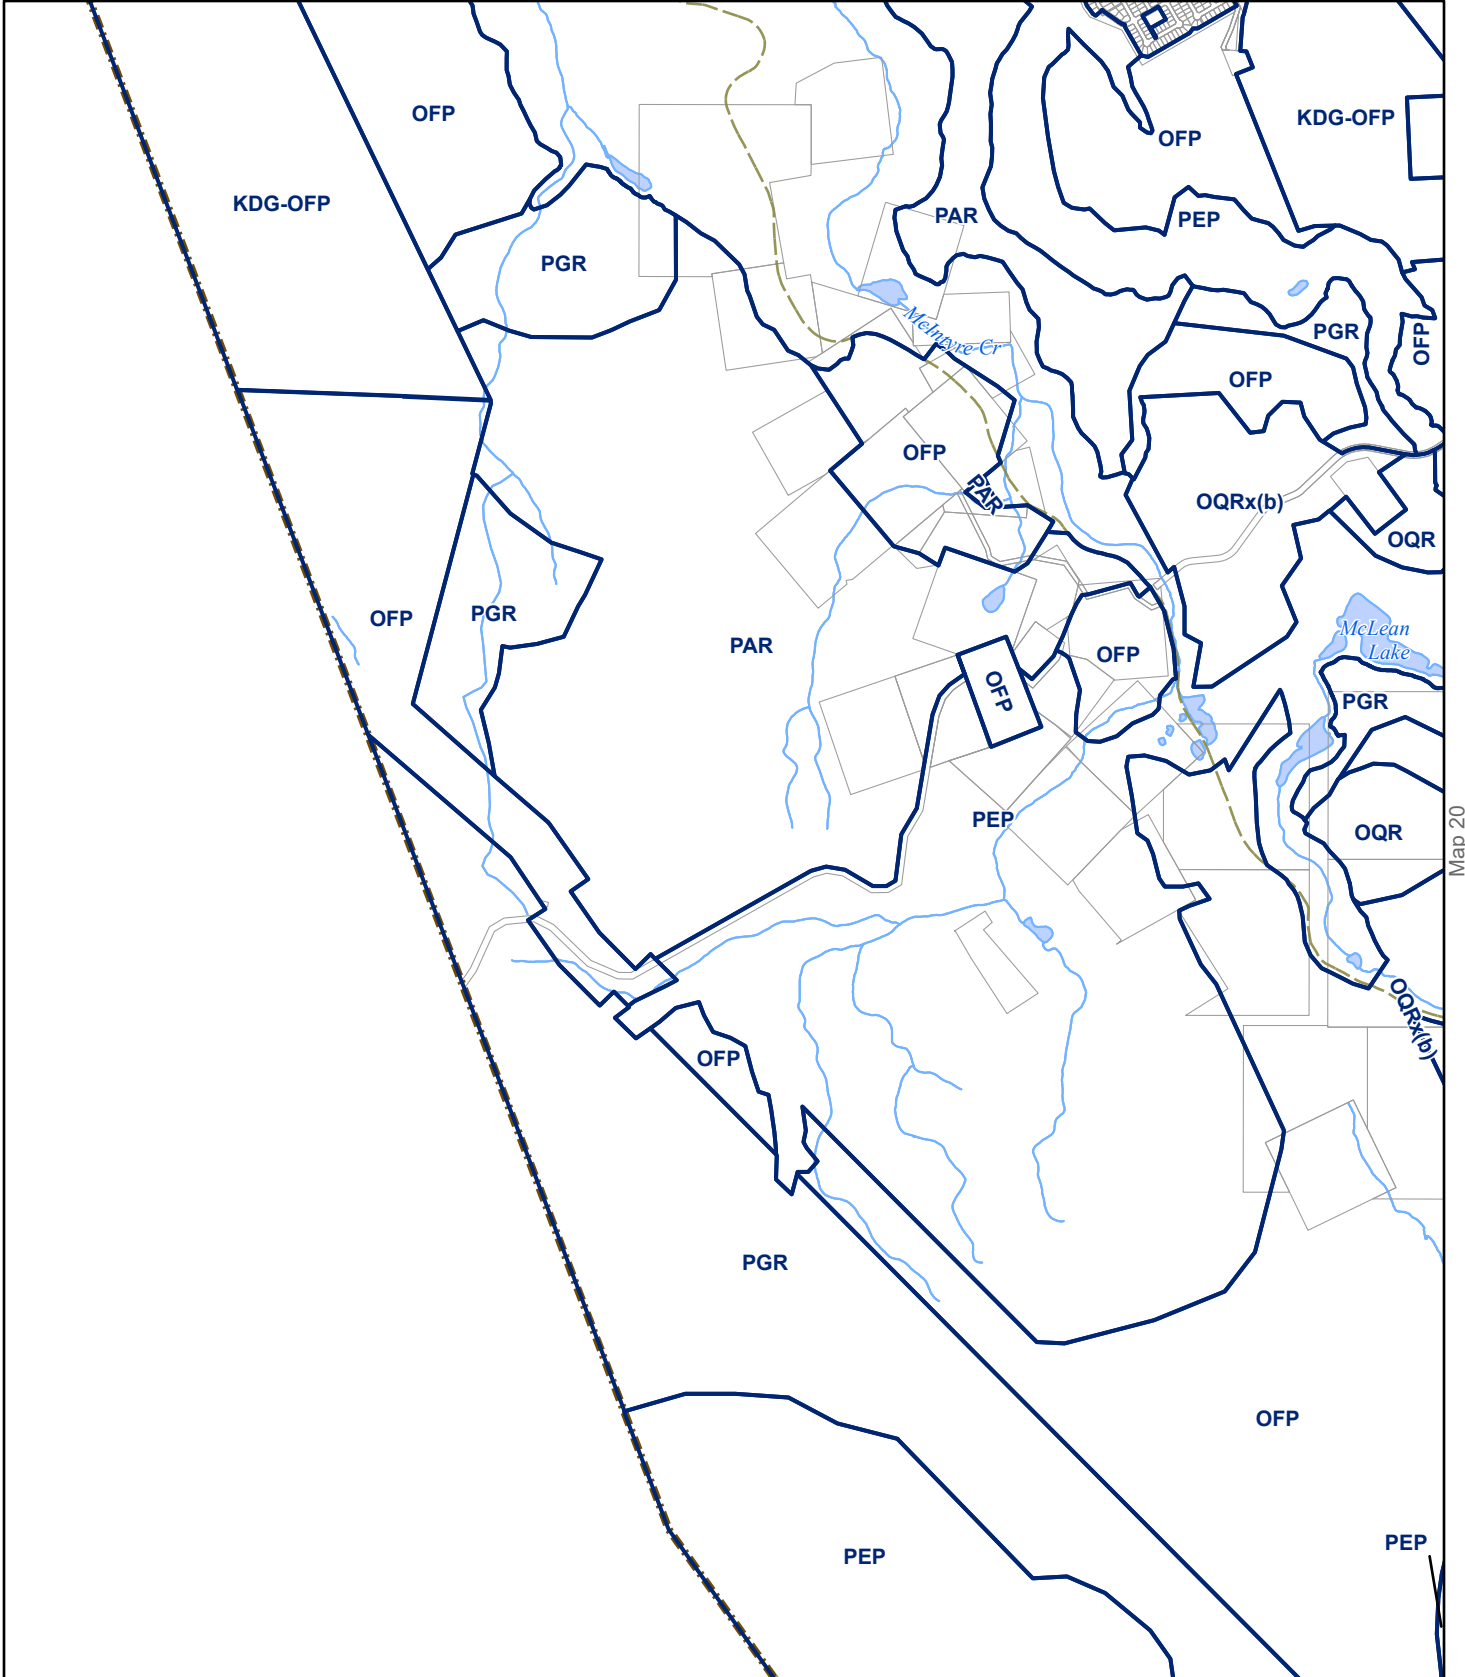 OFP
KDG-OFP
OFP
KDG-OFP
PAR
PEP
PGR
McIntyre Cr
PGR
OFP
OFP
OFP
PAR
OQRx(b)
OQR
OFP
PGR
PAR
OFP
OFP
McLean
Lake
PGR
PEP
OQR
Map 20
OQRx(b)
OFP
PGR
OFP
PEP
PEP